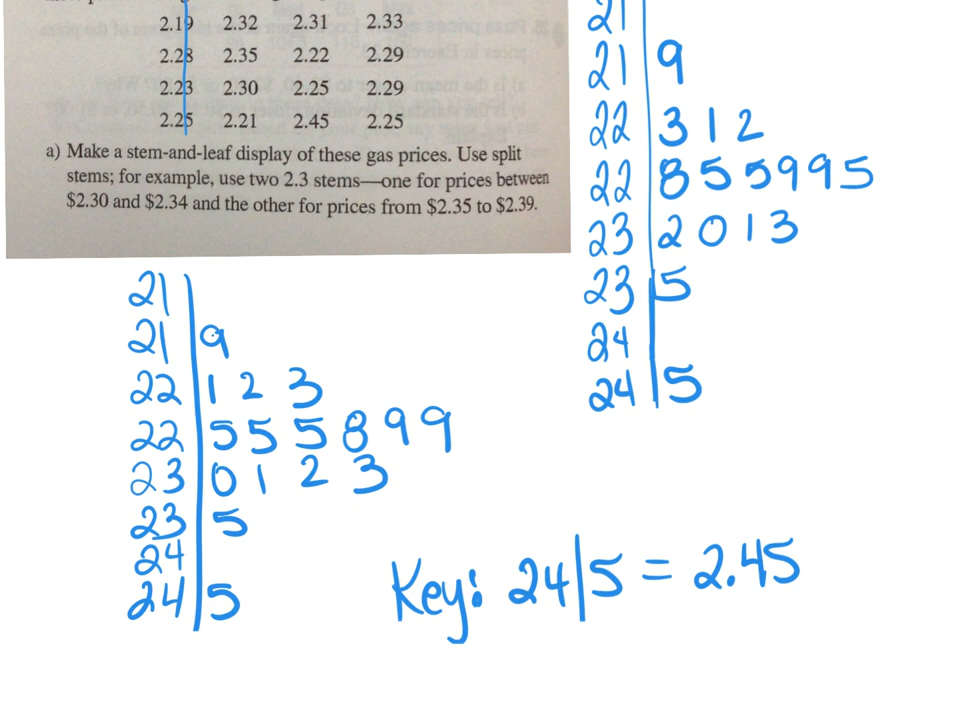 2.19 2.32 2.31 2.33
2.28 2.35 2.22 2.29
2.23 2.30 2.25 2.29
2.25 2.21 2.45 2.25
a) Make a stem-and-leaf display of these gas prices. Use split
stems; for example, use two 2.3 stems—one for prices between
$2.30 and $2.34 and the other for prices from $2.35 to $2.39.
21
21 | 9
22 | 3 1 2
22 | 8 5 5 9 9 5
23 | 2 0 1 3
23 | 5
24 |
24 | 5
21 |
21 | 9
22 | 1 2 3
22 | 5 5 5 8 9 9
23 | 0 1 2 3
23 | 5
24 |
24 | 5
Key: 24|5 = 2.45